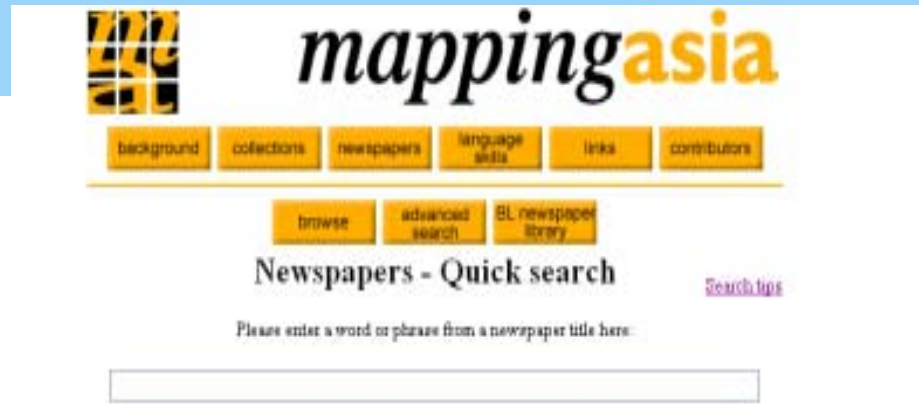 mappingasia
background collections newspapers language skills links contributors
browse advanced search BL newspaper library
Newspapers - Quick search
Search tips
Please enter a word or phrase from a newspaper title here: